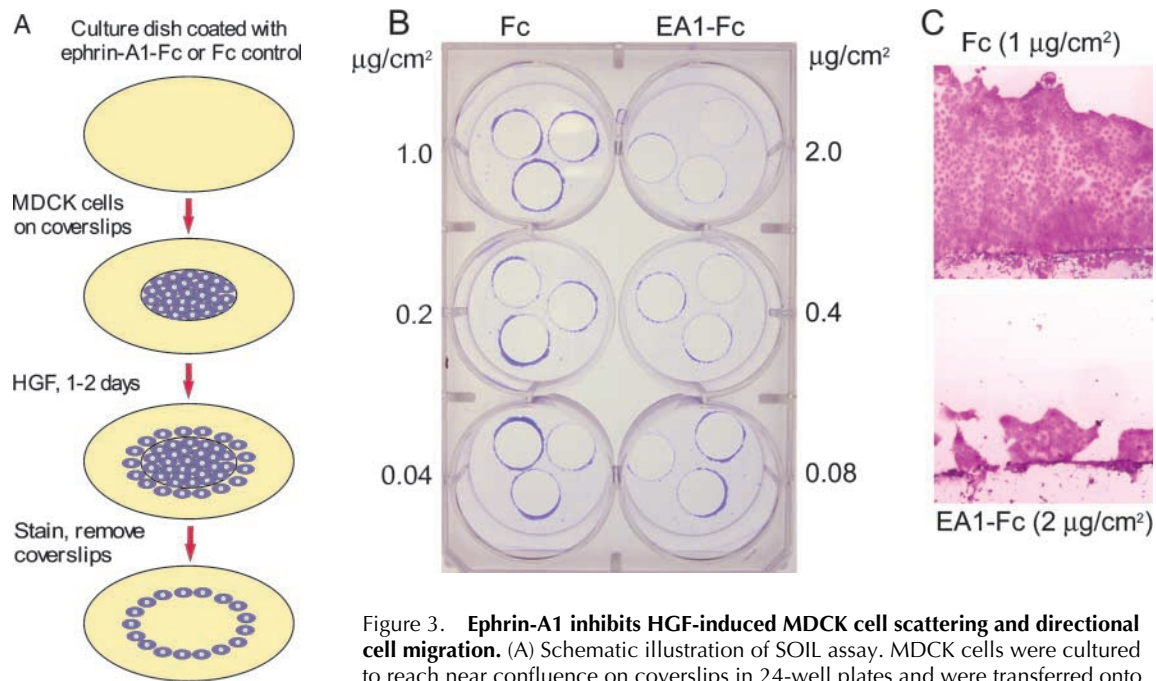 A
Culture dish coated with
ephrin-A1-Fc or Fc control
MDCK cells
on coverslips
HGF, 1-2 days
Stain, remove
coverslips
B
Fc
EA1-Fc
µg/cm²
µg/cm²
1.0
2.0
0.2
0.4
0.04
0.08
C
Fc (1 µg/cm²)
EA1-Fc (2 µg/cm²)
Figure 3. Ephrin-A1 inhibits HGF-induced MDCK cell scattering and directional
cell migration. (A) Schematic illustration of SOIL assay. MDCK cells were cultured
to reach near confluence on coverslips in 24-well plates and were transferred onto